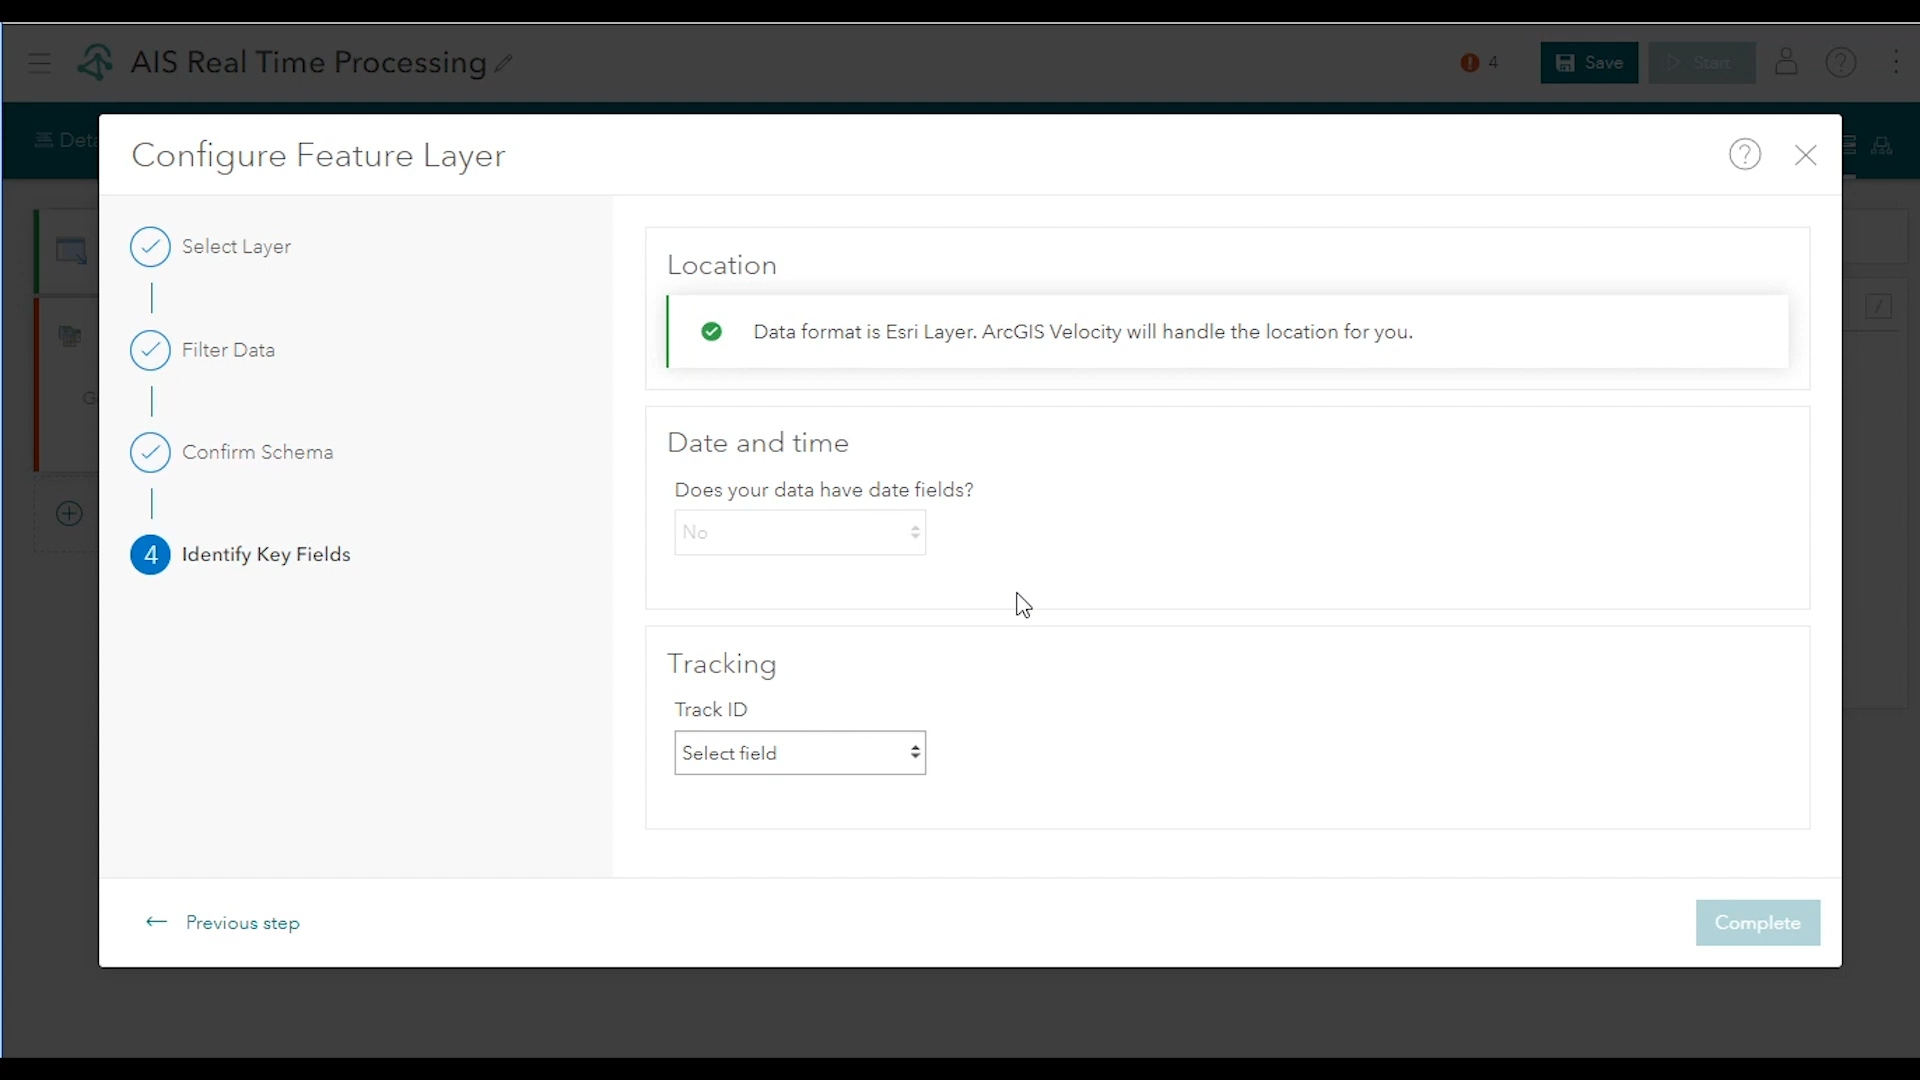 AIS Real Time Processing
4
Save
Start
Deta
Configure Feature Layer
Select Layer
Filter Data
Confirm Schema
4 Identify Key Fields
Location
Data format is Esri Layer. ArcGIS Velocity will handle the location for you.
Date and time
Does your data have date fields?
No
Tracking
Track ID
Select field
Previous step
Complete